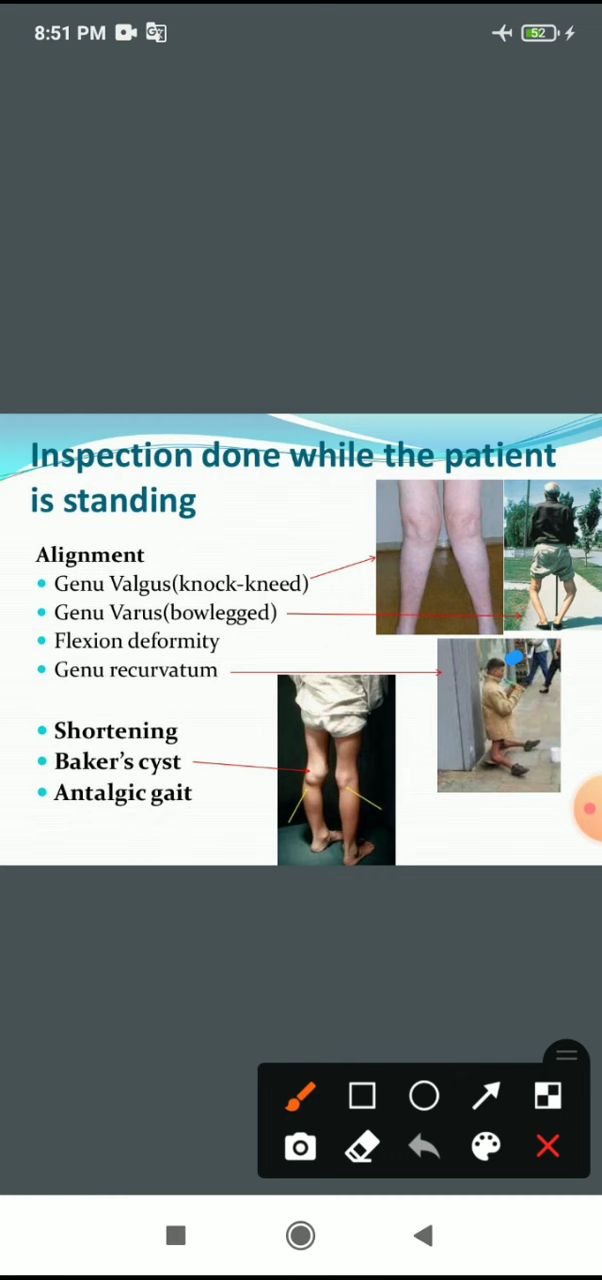 8:51 PM
52
Inspection done while the patient
is standing
Alignment
• Genu Valgus(knock-kneed)
• Genu Varus(bowlegged)
• Flexion deformity
• Genu recurvatum
• Shortening
• Baker's cyst
• Antalgic gait